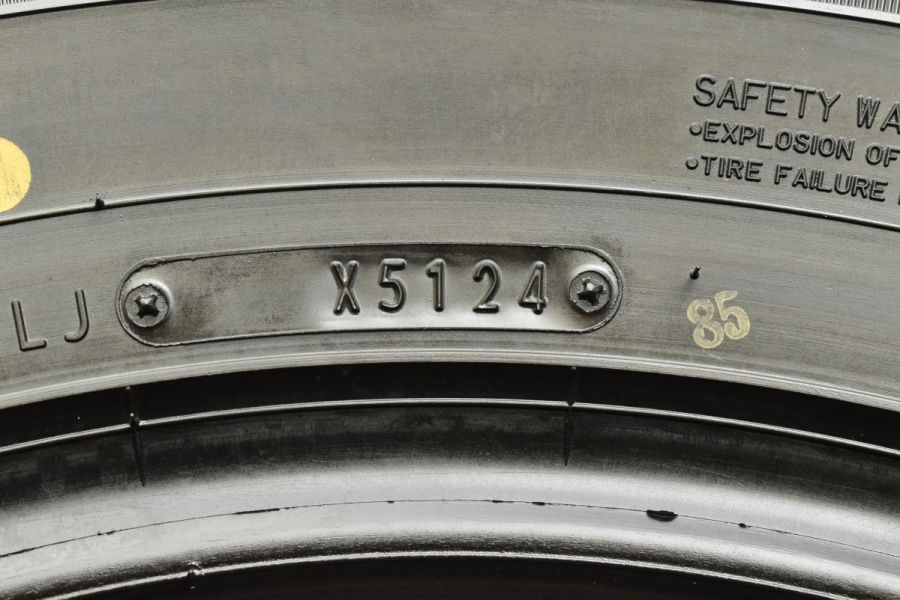 SAFETY WA
•EXPLOSION OF
•TIRE FAILURE
LJ
X5124
85